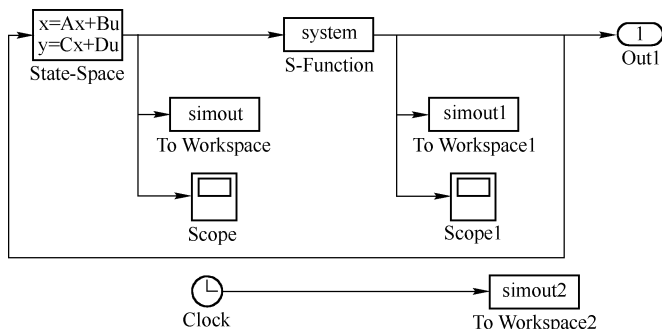 x=Ax+Bu
y=Cx+Du
State-Space
system
S-Function
1
Out1
simout
To Workspace
simout1
To Workspace1
Scope
Scope1
Clock
simout2
To Workspace2